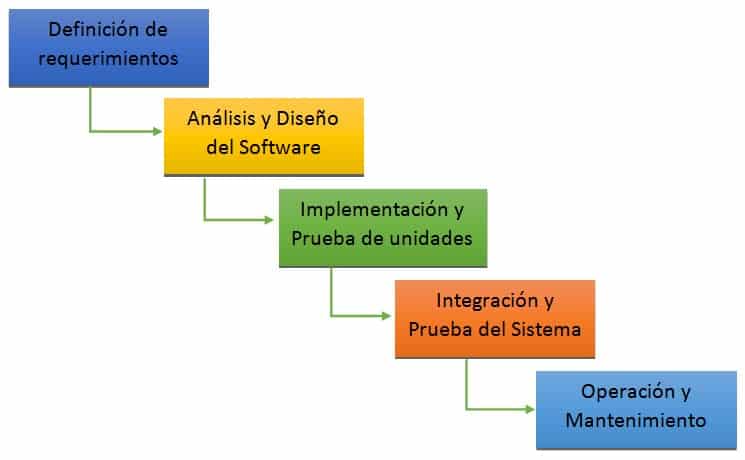 Definición de
requerimientos
Análisis y Diseño
del Software
Implementación y
Prueba de unidades
Integración y
Prueba del Sistema
Operación y
Mantenimiento